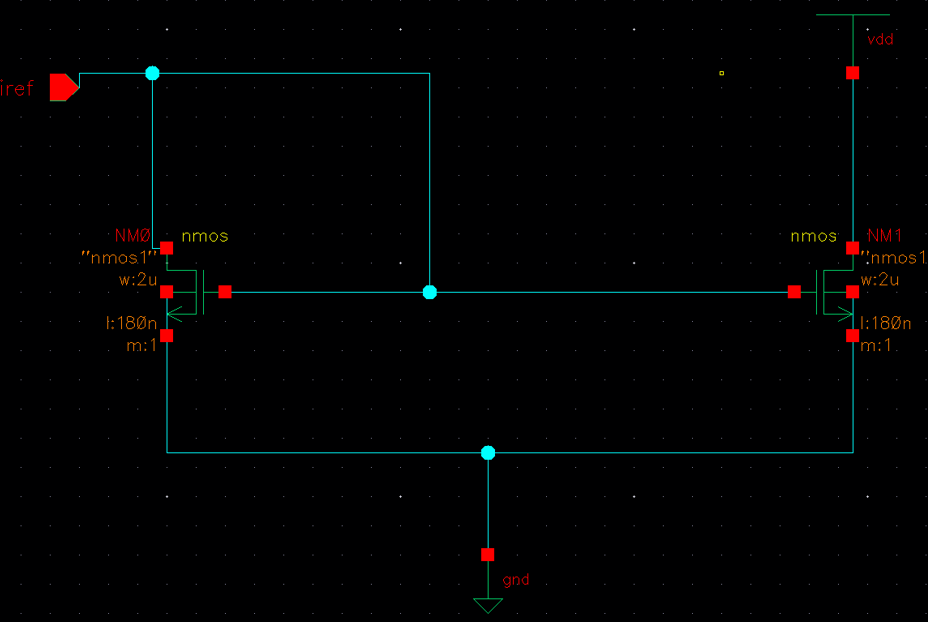 vdd
iref
NM0 nmos
"nmos1"
w:2u
l:180n
m:1
nmos NM1
"nmos1
w:2u
l:180n
m:1
gnd